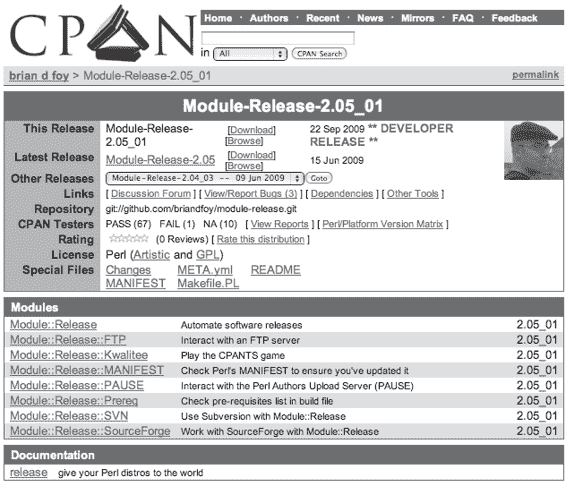 CPAN
Home · Authors · Recent · News · Mirrors · FAQ · Feedback
in All CPAN Search
brian d foy > Module-Release-2.05_01 permalink
Module-Release-2.05_01
This Release Module-Release-2.05_01 [Download] [Browse] 22 Sep 2009 ** DEVELOPER RELEASE **
Latest Release Module-Release-2.05 [Download] [Browse] 15 Jun 2009
Other Releases Module-Release-2.04_03 -- 09 Jun 2009 Goto
Links [ Discussion Forum ] [ View/Report Bugs (3) ] [ Dependencies ] [ Other Tools ]
Repository git://github.com/briandfoy/module-release.git
CPAN Testers PASS (67) FAIL (1) NA (10) [ View Reports ] [ Perl/Platform Version Matrix ]
Rating (0 Reviews) [ Rate this distribution ]
License Perl (Artistic and GPL)
Special Files Changes META.yml README
MANIFEST Makefile.PL
Modules
Module::Release Automate software releases 2.05_01
Module::Release::FTP Interact with an FTP server 2.05_01
Module::Release::Kwalitee Play the CPANTS game 2.05_01
Module::Release::MANIFEST Check Perl's MANIFEST to ensure you've updated it 2.05_01
Module::Release::PAUSE Interact with the Perl Authors Upload Server (PAUSE) 2.05_01
Module::Release::Prereq Check pre-requisites list in build file 2.05_01
Module::Release::SVN Use Subversion with Module::Release 2.05_01
Module::Release::SourceForge Work with SourceForge with Module::Release 2.05_01
Documentation
release give your Perl distros to the world